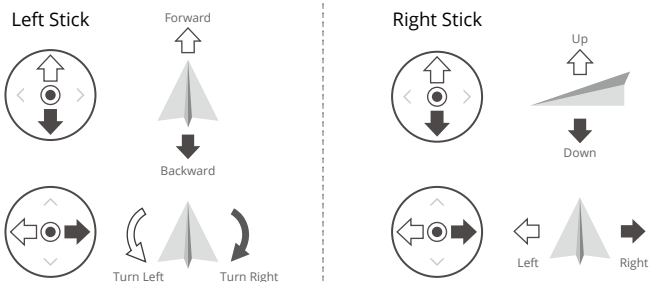 Left Stick
Forward
Backward
Turn Left
Turn Right
Right Stick
Up
Down
Left
Right